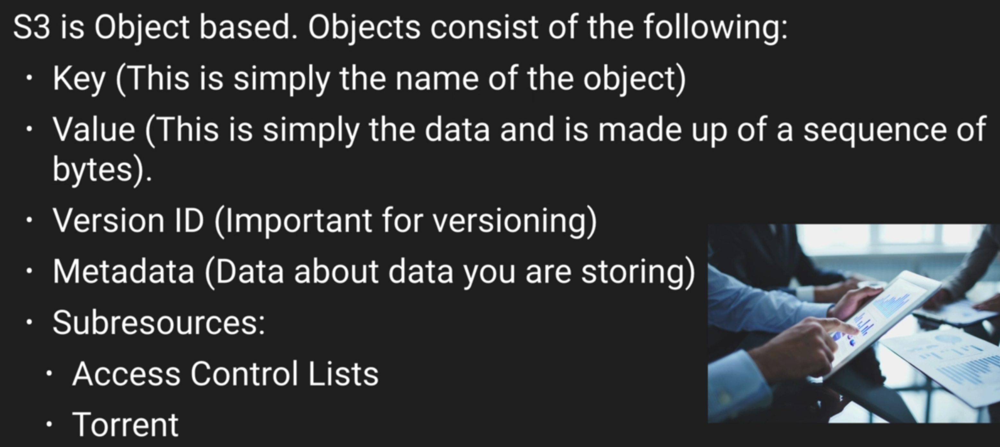 S3 is Object based. Objects consist of the following:
• Key (This is simply the name of the object)
• Value (This is simply the data and is made up of a sequence of
bytes).
• Version ID (Important for versioning)
• Metadata (Data about data you are storing)
• Subresources:
• Access Control Lists
• Torrent